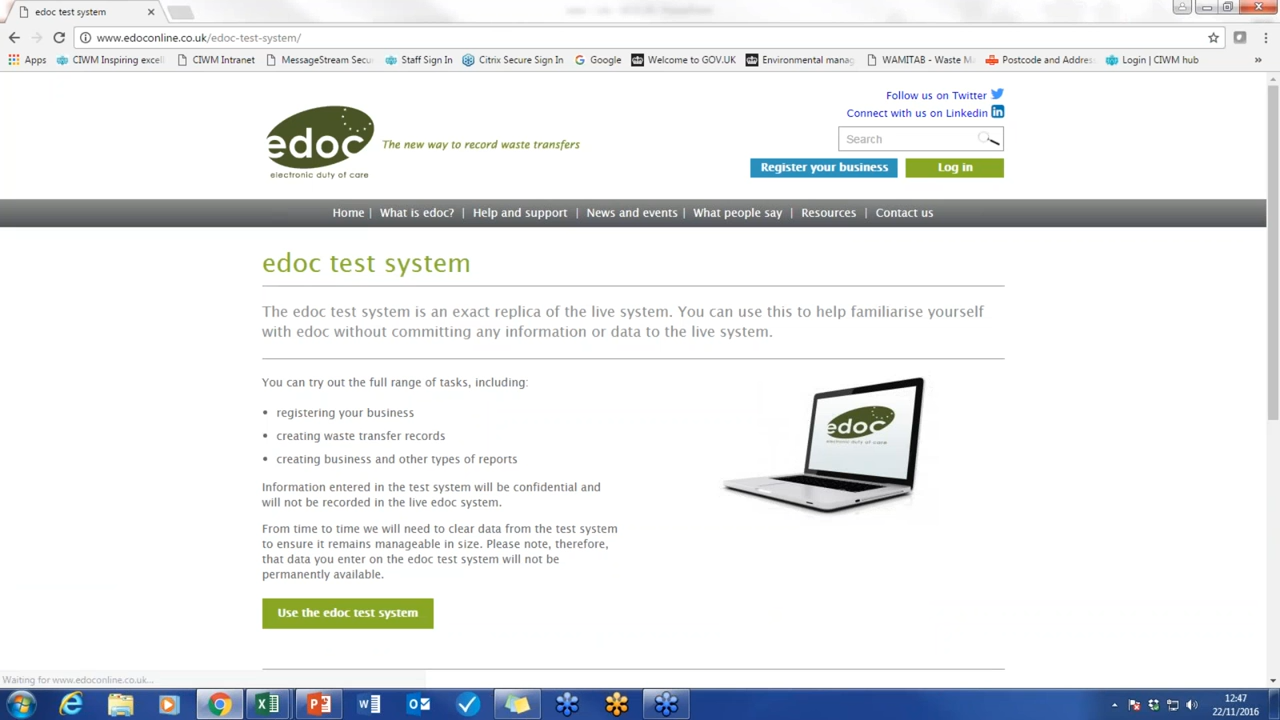 edoc test system
www.edoconline.co.uk/edoc-test-system/
Apps CIWM Inspiring excell CIWM Intranet MessageStream Secu Staff Sign In Citrix Secure Sign In Google Welcome to GOV.UK Environmental manag WAMITAB - Waste M Postcode and Address Login | CIWM hub »
Follow us on Twitter
Connect with us on Linkedin in
edoc
electronic duty of care
The new way to record waste transfers
Search
Register your business Log in
Home | What is edoc? | Help and support | News and events | What people say | Resources | Contact us
edoc test system
The edoc test system is an exact replica of the live system. You can use this to help familiarise yourself
with edoc without committing any information or data to the live system.
You can try out the full range of tasks, including:
• registering your business
• creating waste transfer records
• creating business and other types of reports
Information entered in the test system will be confidential and
will not be recorded in the live edoc system.
From time to time we will need to clear data from the test system
to ensure it remains manageable in size. Please note, therefore,
that data you enter on the edoc test system will not be
permanently available.
edoc
electronic duty of care
Use the edoc test system
Waiting for www.edoconline.co.uk...
12:47
22/11/2016